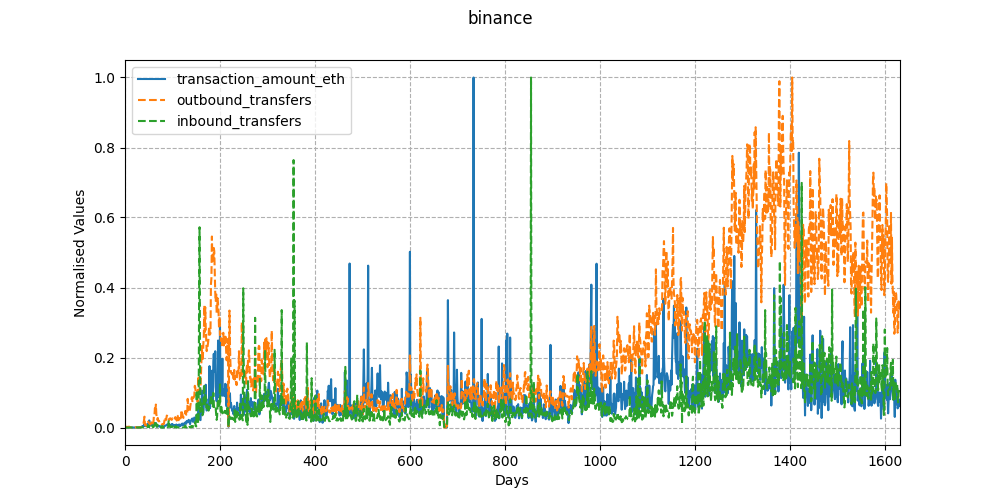 binance
transaction_amount_eth
outbound_transfers
inbound_transfers
Normalised Values
1.0
0.8
0.6
0.4
0.2
0.0
0 200 400 600 800 1000 1200 1400 1600
Days